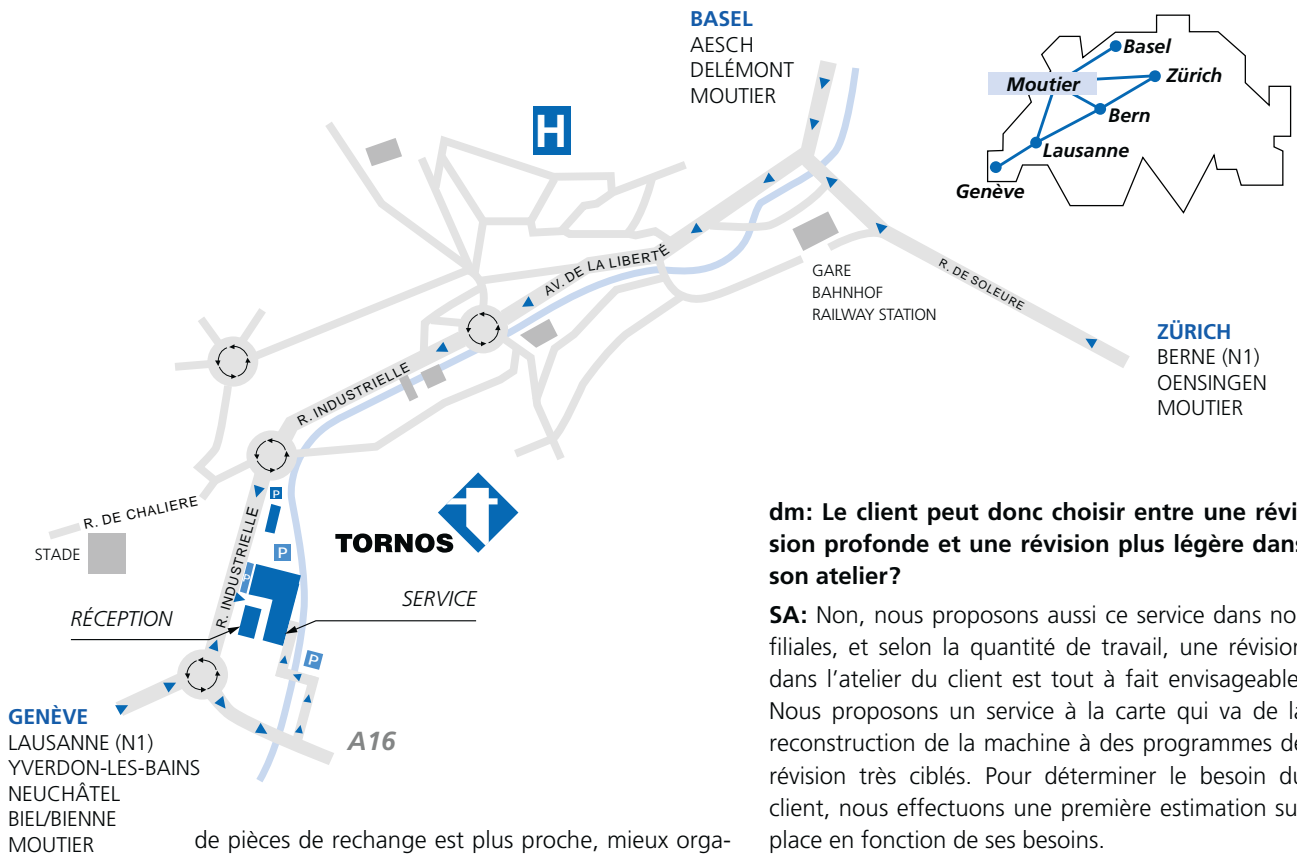 BASEL
AESCH
DELÉMONT
MOUTIER
Basel
Moutier
Zürich
Bern
Lausanne
Genève
H
AV. DE LA LIBERTÉ
GARE
BAHNHOF
RAILWAY STATION
R. DE SOLEURE
ZÜRICH
BERNE (N1)
OENSINGEN
MOUTIER
R. INDUSTRIELLE
R. DE CHALIERE
STADE
R. INDUSTRIELLE
P
P
P
P
TORNOS
RÉCEPTION
SERVICE
A16
GENÈVE
LAUSANNE (N1)
YVERDON-LES-BAINS
NEUCHÂTEL
BIEL/BIENNE
MOUTIER
de pièces de rechange est plus proche, mieux orga-
dm: Le client peut donc choisir entre une révi
sion profonde et une révision plus légère dans
son atelier?
SA: Non, nous proposons aussi ce service dans no
filiales, et selon la quantité de travail, une révision
dans l'atelier du client est tout à fait envisageable
Nous proposons un service à la carte qui va de la
reconstruction de la machine à des programmes de
révision très ciblés. Pour déterminer le besoin du
client, nous effectuons une première estimation su
place en fonction de ses besoins.